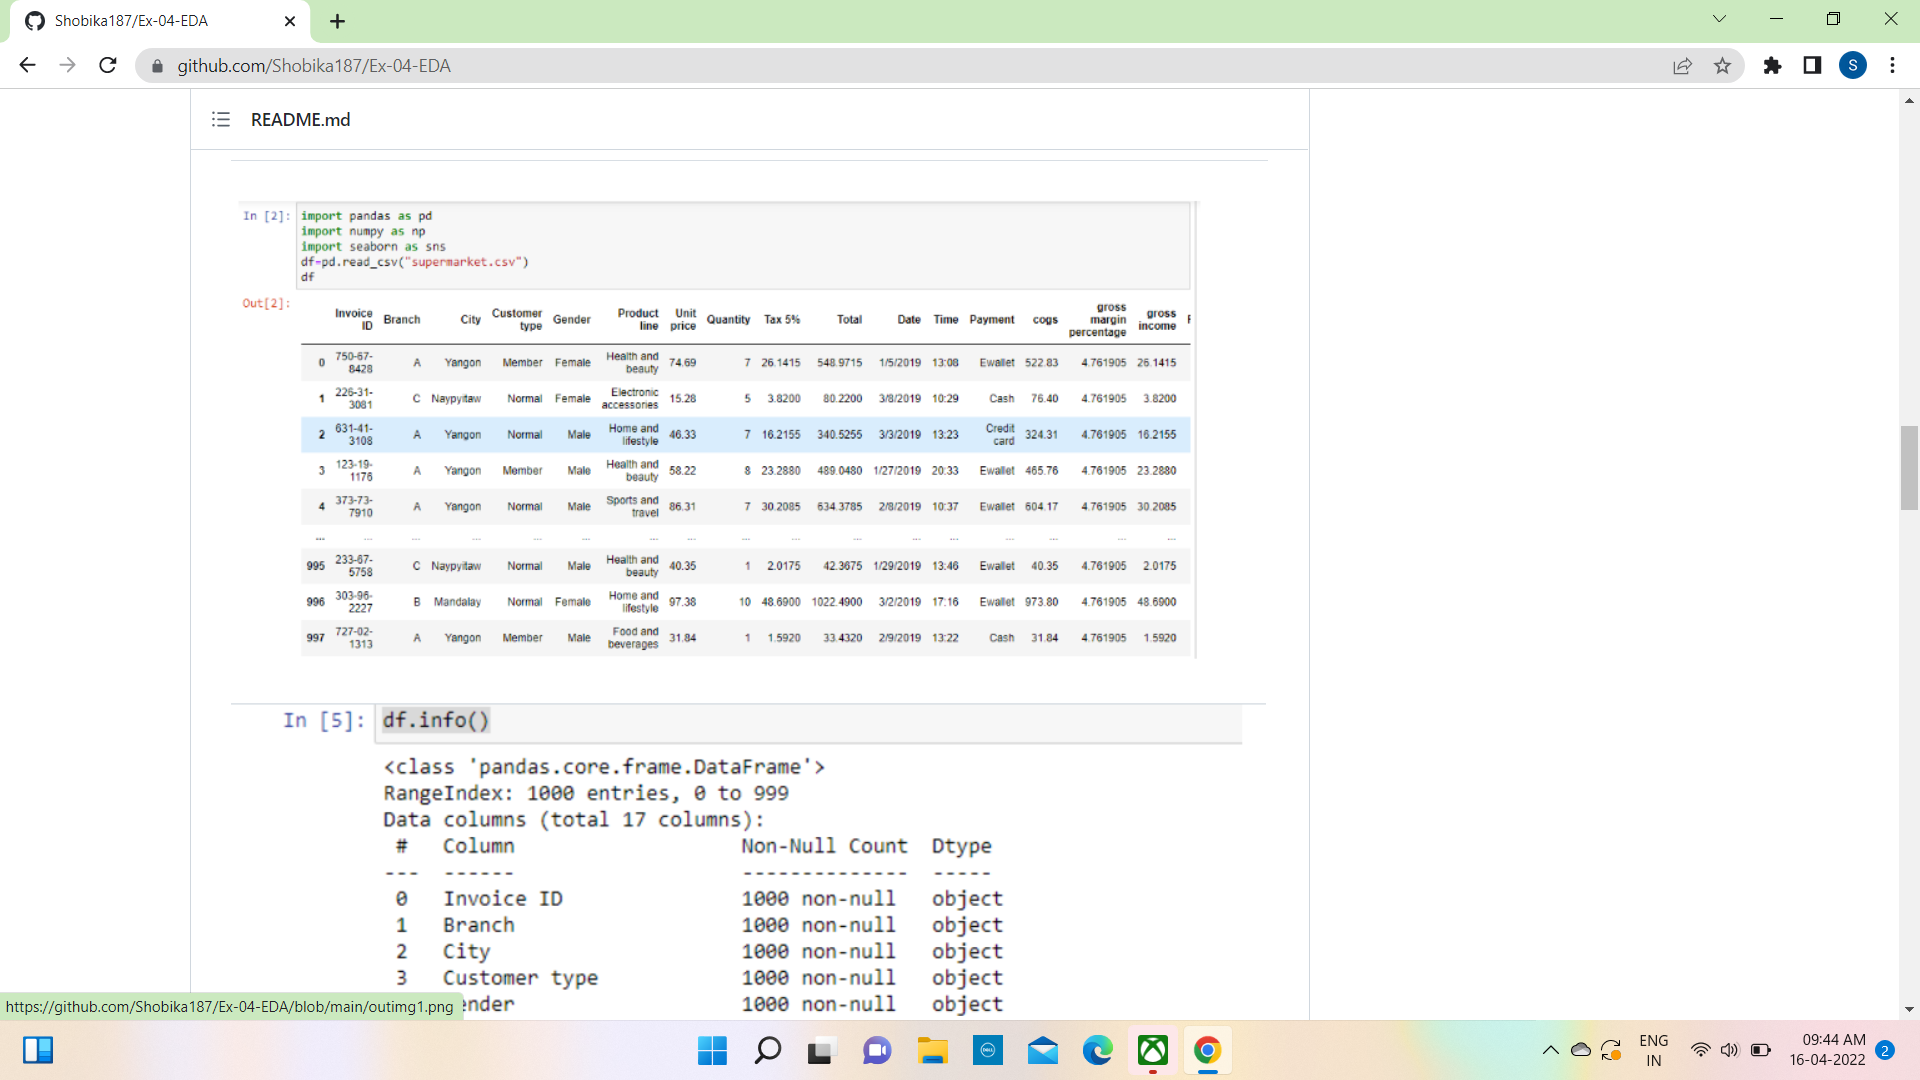 Shobika187/Ex-04-EDA
github.com/Shobika187/Ex-04-EDA
S
README.md
In [2]: import pandas as pd
import numpy as np
import seaborn as sns
df=pd.read_csv("supermarket.csv")
df
Out[2]:
Invoice ID Branch City Customer type Gender Product line Unit price Quantity Tax 5% Total Date Time Payment cogs gross margin percentage gross income
0 750-67-8428 A Yangon Member Female Health and beauty 74.69 7 26.1415 548.9715 1/5/2019 13:08 Ewallet 522.83 4.761905 26.1415
1 226-31-3081 C Naypyitaw Normal Female Electronic accessories 15.28 5 3.8200 80.2200 3/8/2019 10:29 Cash 76.40 4.761905 3.8200
2 631-41-3108 A Yangon Normal Male Home and lifestyle 46.33 7 16.2155 340.5255 3/3/2019 13:23 Credit card 324.31 4.761905 16.2155
3 123-19-1176 A Yangon Member Male Health and beauty 58.22 8 23.2880 489.0480 1/27/2019 20:33 Ewallet 465.76 4.761905 23.2880
4 373-73-7910 A Yangon Normal Male Sports and travel 86.31 7 30.2085 634.3785 2/8/2019 10:37 Ewallet 604.17 4.761905 30.2085
... ... ... ... ... ... ... ... ... ... ... ... ... ... ... ... ...
995 233-67-5758 C Naypyitaw Normal Male Health and beauty 40.35 1 2.0175 42.3675 1/29/2019 13:46 Ewallet 40.35 4.761905 2.0175
996 303-96-2227 B Mandalay Normal Female Home and lifestyle 97.38 10 48.6900 1022.4900 3/2/2019 17:16 Ewallet 973.80 4.761905 48.6900
997 727-02-1313 A Yangon Member Male Food and beverages 31.84 1 1.5920 33.4320 2/9/2019 13:22 Cash 31.84 4.761905 1.5920
In [5]: df.info()
<class 'pandas.core.frame.DataFrame'>
RangeIndex: 1000 entries, 0 to 999
Data columns (total 17 columns):
# Column Non-Null Count Dtype
--- ------ -------------- -----
0 Invoice ID 1000 non-null object
1 Branch 1000 non-null object
2 City 1000 non-null object
3 Customer type 1000 non-null object
ender 1000 non-null object
https://github.com/Shobika187/Ex-04-EDA/blob/main/outimg1.png
DELL
ENG
IN
09:44 AM
16-04-2022
2